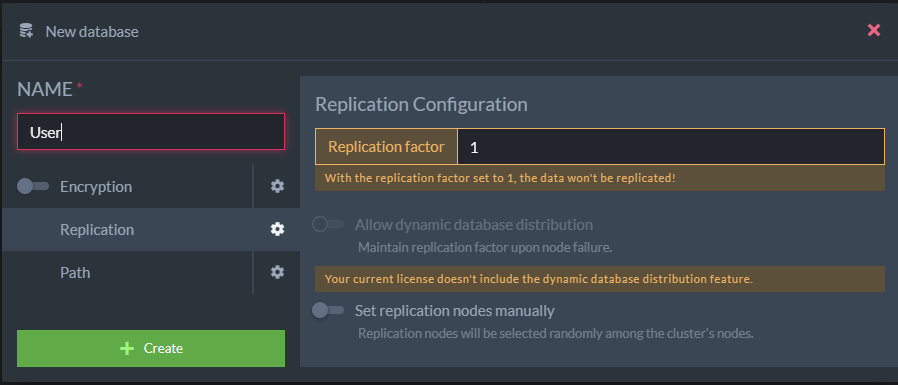 New database
NAME *
User
Encryption
Replication
Path
Create
Replication Configuration
Replication factor 1
With the replication factor set to 1, the data won't be replicated!
Allow dynamic database distribution
Maintain replication factor upon node failure.
Your current license doesn't include the dynamic database distribution feature.
Set replication nodes manually
Replication nodes will be selected randomly among the cluster's nodes.